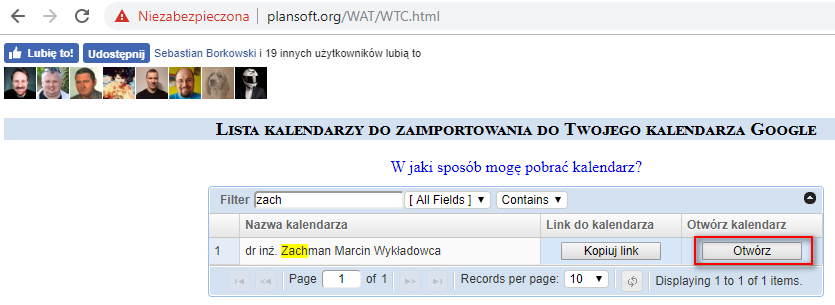 Niezabezpieczona | plansoft.org/WAT/WTC.html
Lubię to! Udostępnij Sebastian Borkowski i 19 innych użytkowników lubią to
Lista kalendarzy do zaimportowania do Twojego kalendarza Google
W jaki sposób mogę pobrać kalendarz?
Filter zach [ All Fields ] Contains
Nazwa kalendarza Link do kalendarza Otwórz kalendarz
1 dr inż. Zachman Marcin Wykładowca Kopiuj link Otwórz
Page 1 of 1 Records per page: 10 Displaying 1 to 1 of 1 items.